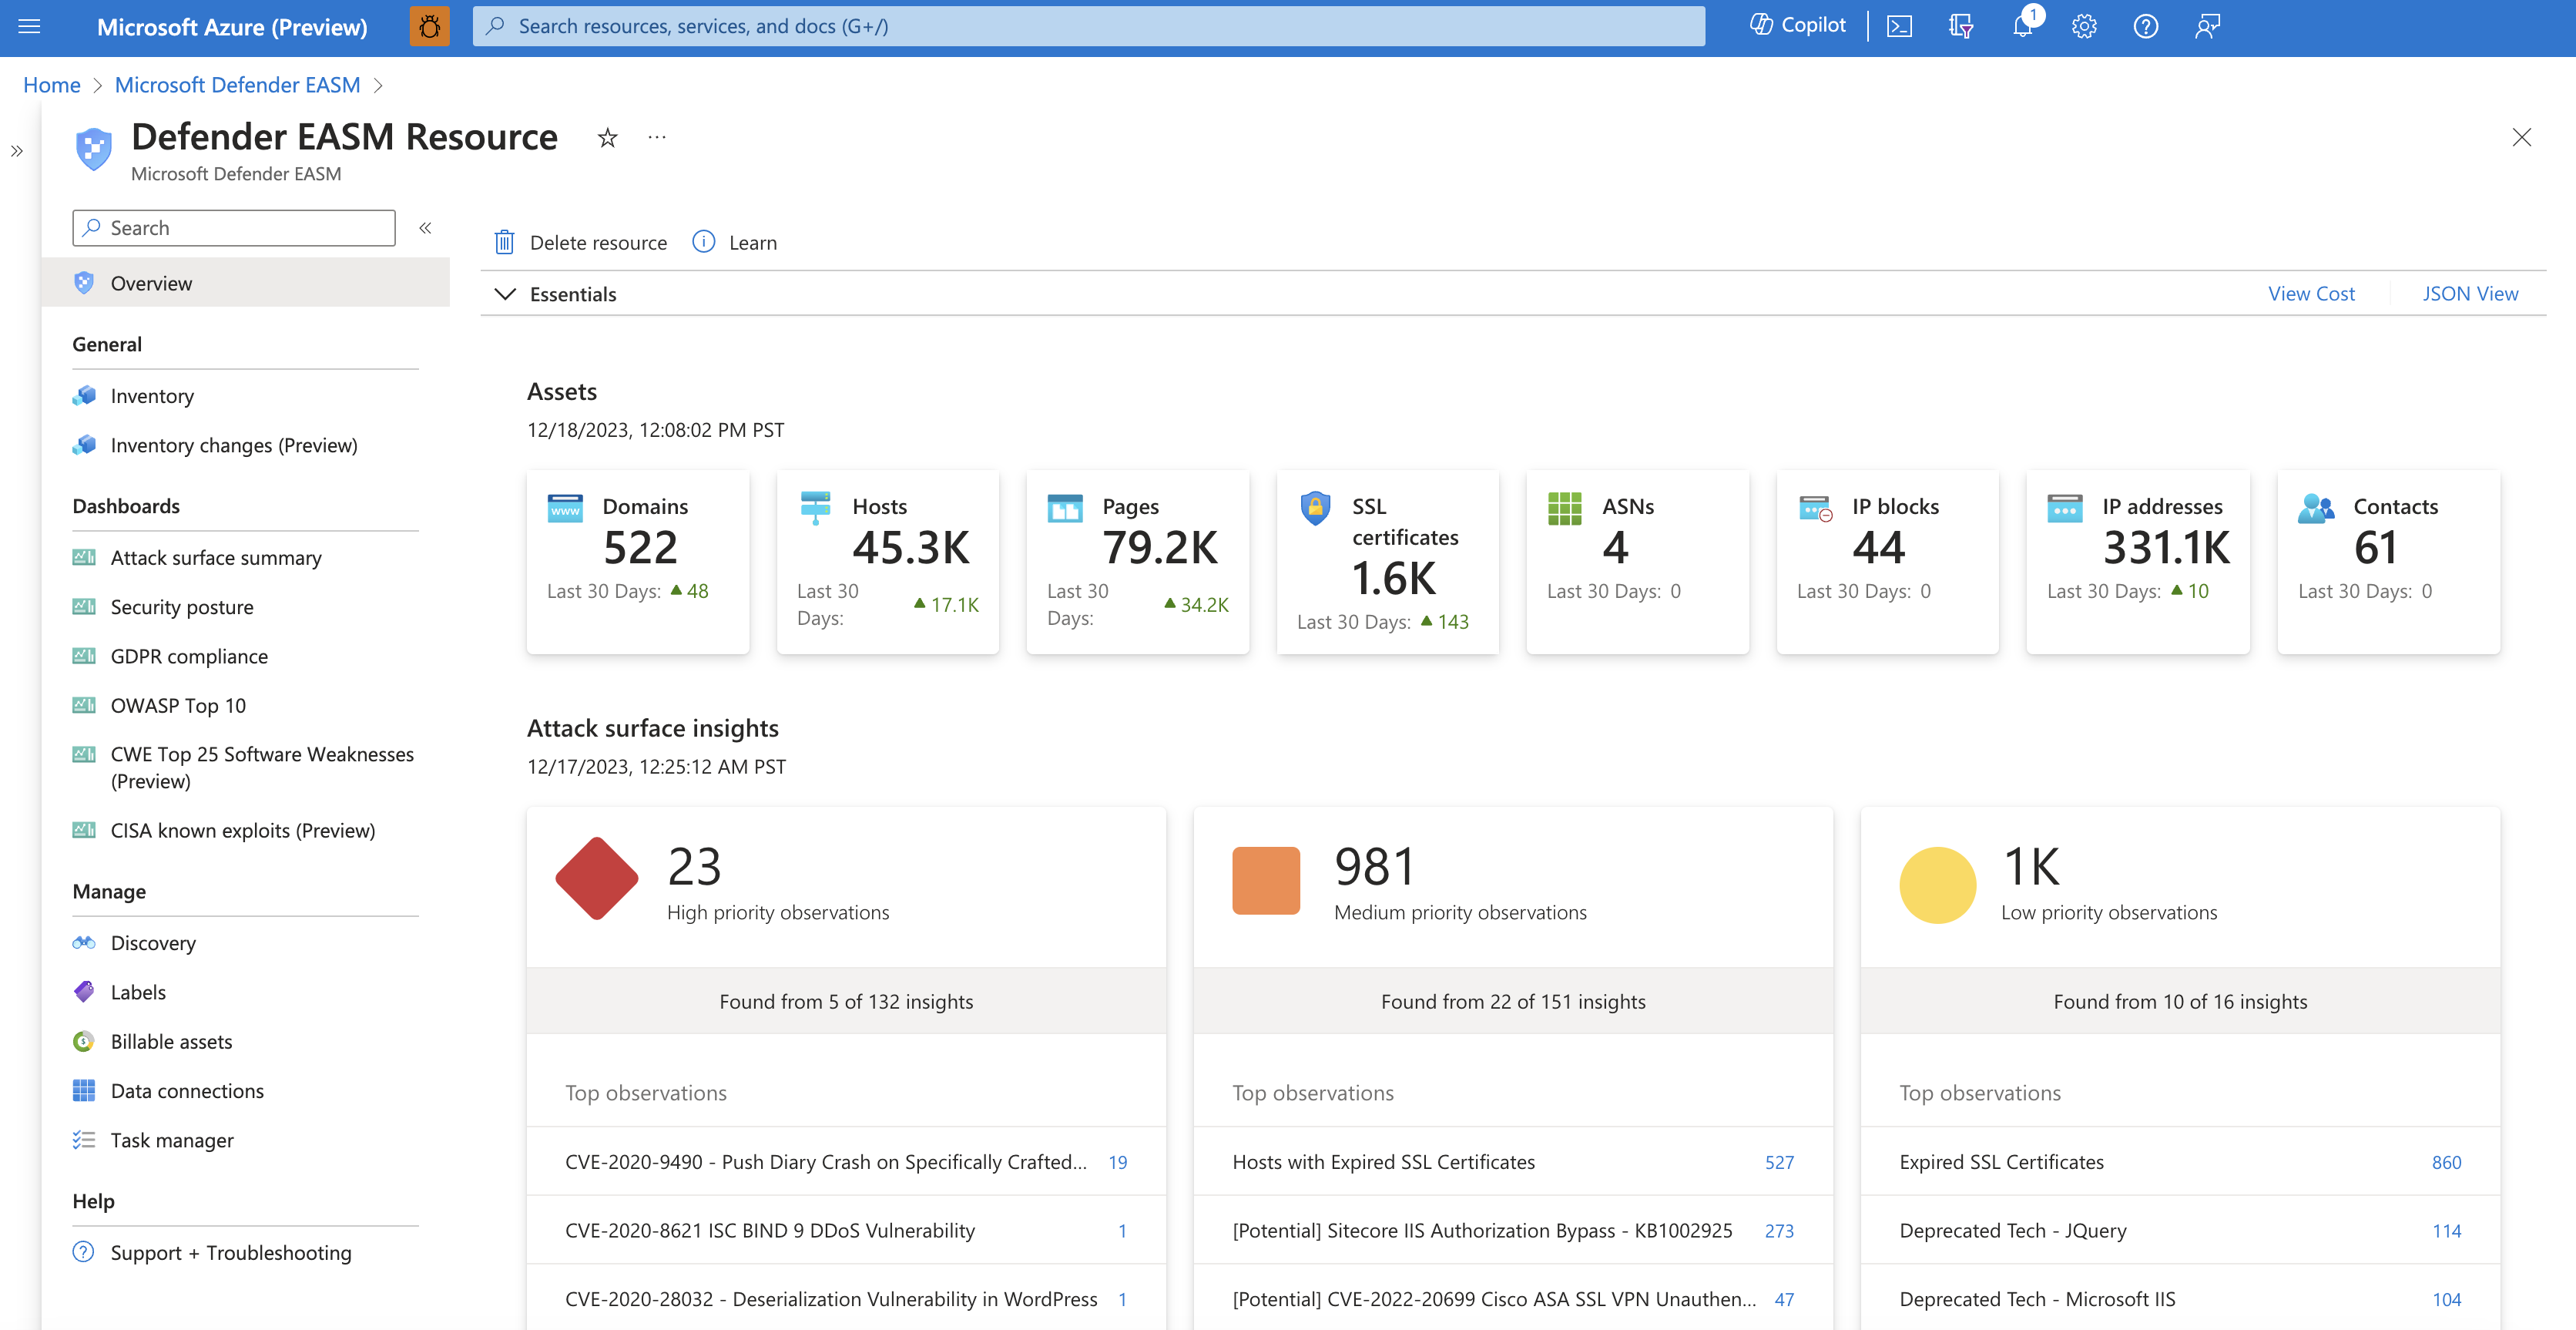 Microsoft Azure (Preview)
Search resources, services, and docs (G+/)
Copilot
1
Home > Microsoft Defender EASM >
Defender EASM Resource
Microsoft Defender EASM
Search
Overview
General
Inventory
Inventory changes (Preview)
Dashboards
Attack surface summary
Security posture
GDPR compliance
OWASP Top 10
CWE Top 25 Software Weaknesses
(Preview)
CISA known exploits (Preview)
Manage
Discovery
Labels
Billable assets
Data connections
Task manager
Help
Support + Troubleshooting
Delete resource
Learn
Essentials
View Cost
JSON View
Assets
12/18/2023, 12:08:02 PM PST
www
Domains
522
Last 30 Days: ▲ 48
Hosts
45.3K
Last 30
Days:
▲ 17.1K
Pages
79.2K
Last 30
Days:
▲ 34.2K
SSL
certificates
1.6K
Last 30 Days: ▲ 143
ASNs
4
Last 30 Days: 0
IP blocks
44
Last 30 Days: 0
IP addresses
331.1K
Last 30 Days: ▲ 10
Contacts
61
Last 30 Days: 0
Attack surface insights
12/17/2023, 12:25:12 AM PST
23
High priority observations
Found from 5 of 132 insights
Top observations
CVE-2020-9490 - Push Diary Crash on Specifically Crafted... 19
CVE-2020-8621 ISC BIND 9 DDoS Vulnerability 1
CVE-2020-28032 - Deserialization Vulnerability in WordPress 1
981
Medium priority observations
Found from 22 of 151 insights
Top observations
Hosts with Expired SSL Certificates 527
[Potential] Sitecore IIS Authorization Bypass - KB1002925 273
[Potential] CVE-2022-20699 Cisco ASA SSL VPN Unauthen... 47
1K
Low priority observations
Found from 10 of 16 insights
Top observations
Expired SSL Certificates 860
Deprecated Tech - JQuery 114
Deprecated Tech - Microsoft IIS 104